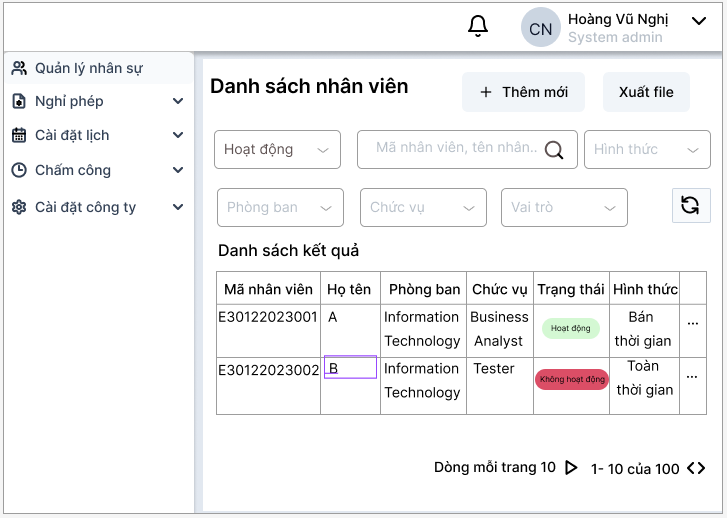 Hoàng Vũ Nghị
CN
System admin
Quản lý nhân sự
Nghỉ phép
Cài đặt lịch
Chấm công
Cài đặt công ty
Danh sách nhân viên
+ Thêm mới
Xuất file
Hoạt động
Mã nhân viên, tên nhân..
Hình thức
Phòng ban
Chức vụ
Vai trò
Danh sách kết quả
Mã nhân viên Họ tên Phòng ban Chức vụ Trạng thái Hình thức
E30122023001 A Information Business Hoạt động Bán ...
Technology Analyst thời gian
E30122023002 B Information Tester Không hoạt động Toàn ...
Technology thời gian
Dòng mỗi trang 10 1- 10 của 100